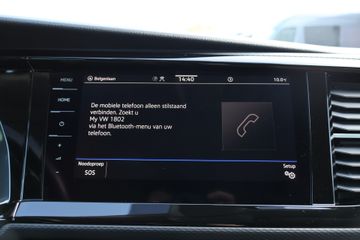 MENU
Belgenlaan
14:40
10.0°C
HOME
De mobiele telefoon alleen stilstaand
verbinden. Zoekt u
My VW 1802
via het Bluetooth-menu van uw
telefoon.
+
-
Noodoproep
SOS
Setup